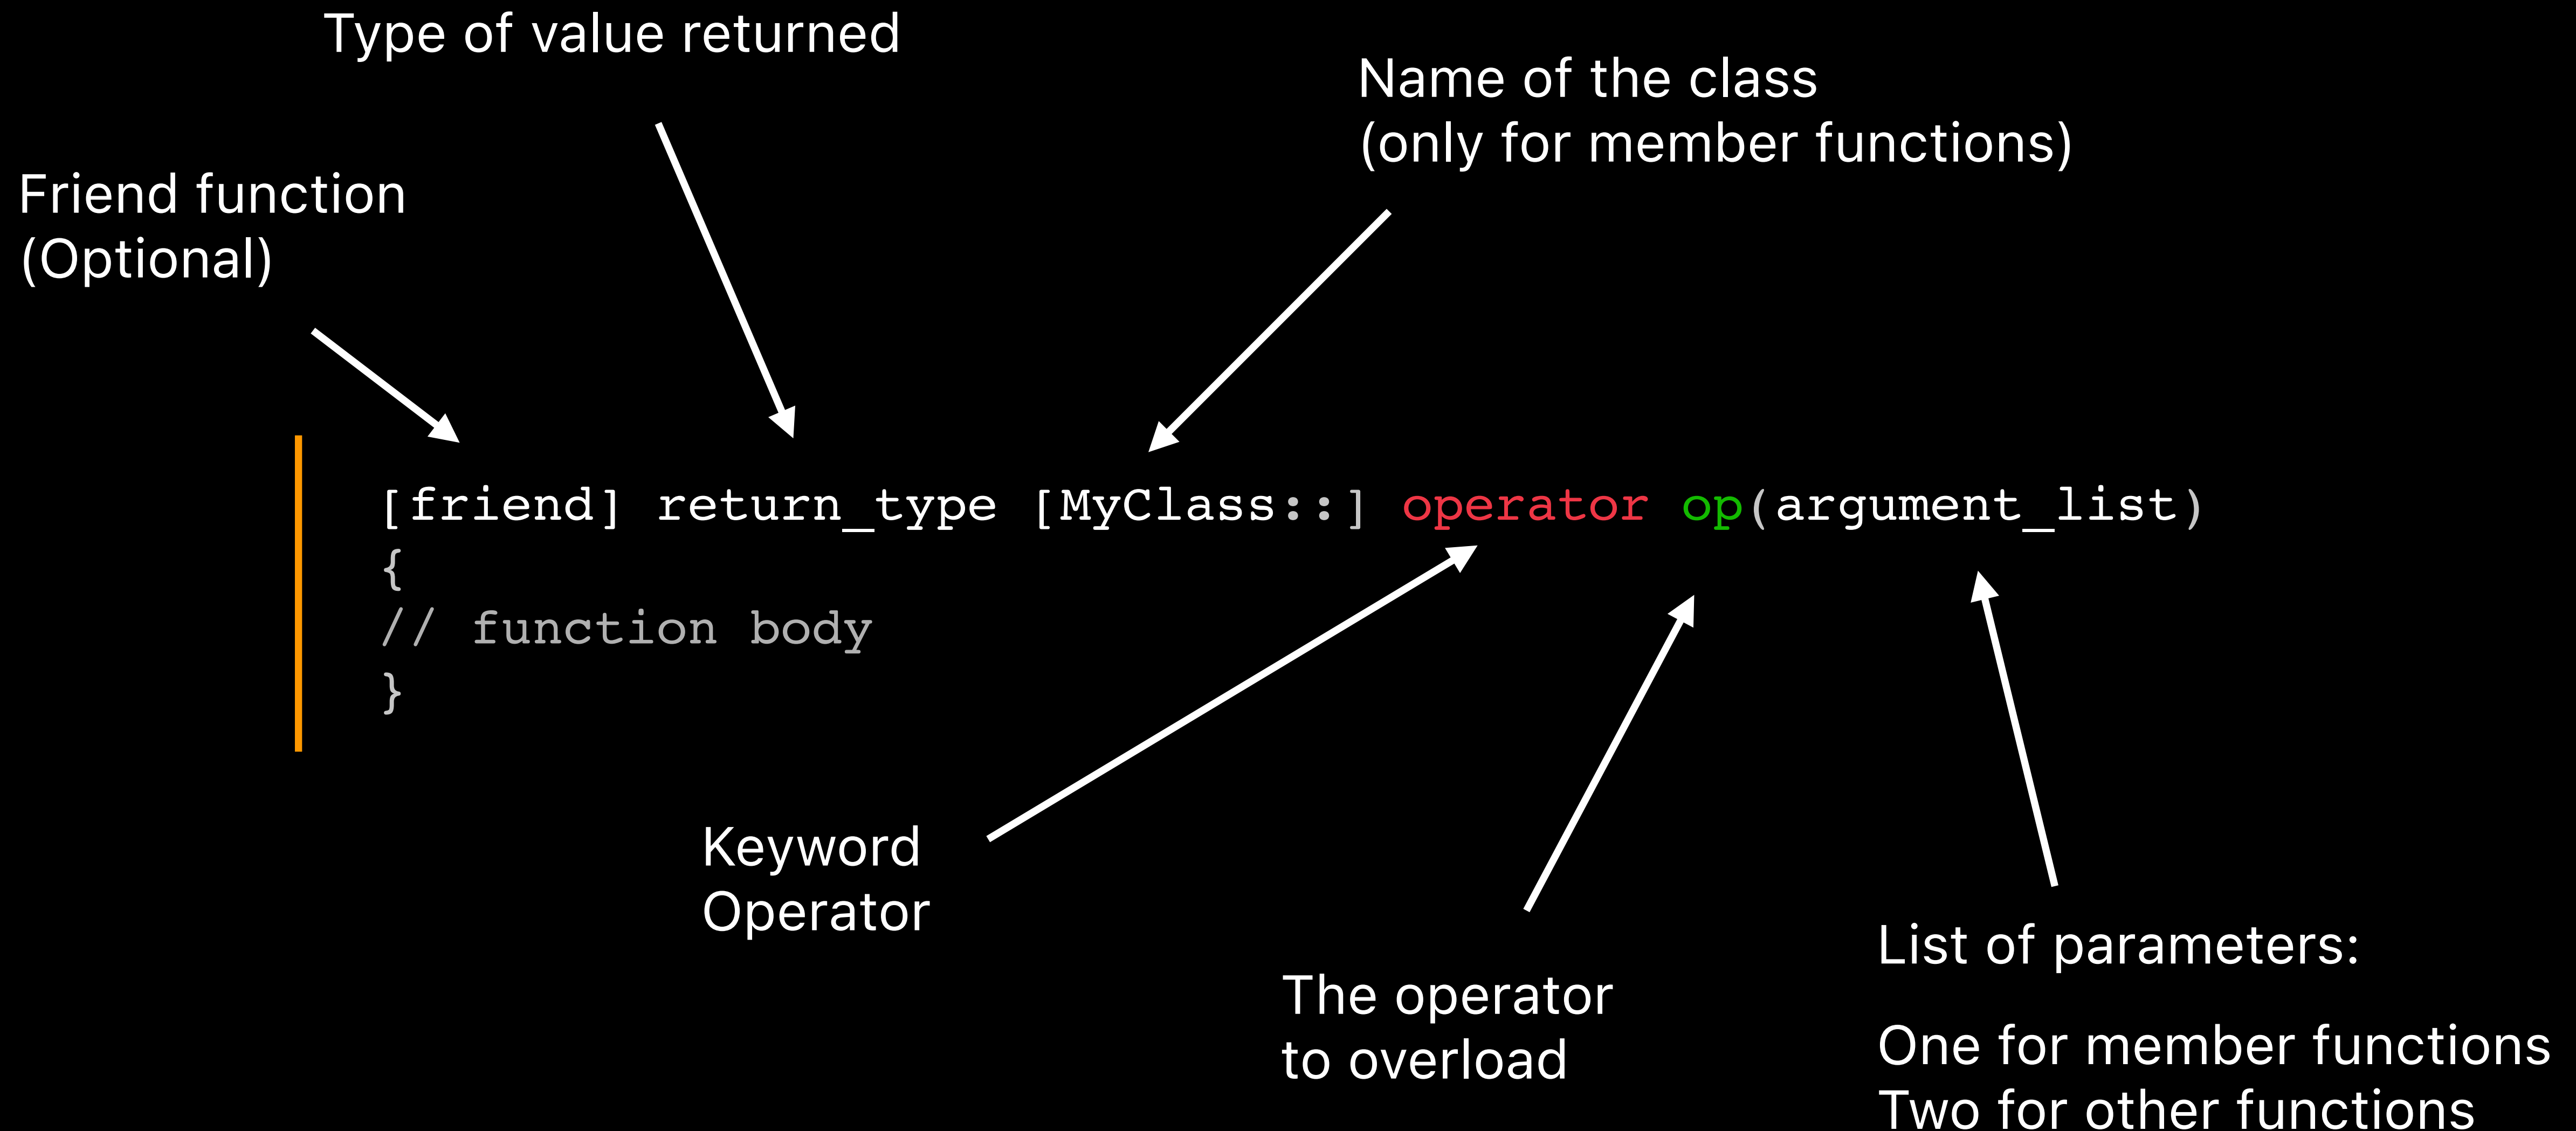 Type of value returned
Name of the class
(only for member functions)
Friend function
(Optional)
[friend] return_type [MyClass::] operator op(argument_list)
{
// function body
}
Keyword
Operator
The operator
to overload
List of parameters:
One for member functions
Two for other functions